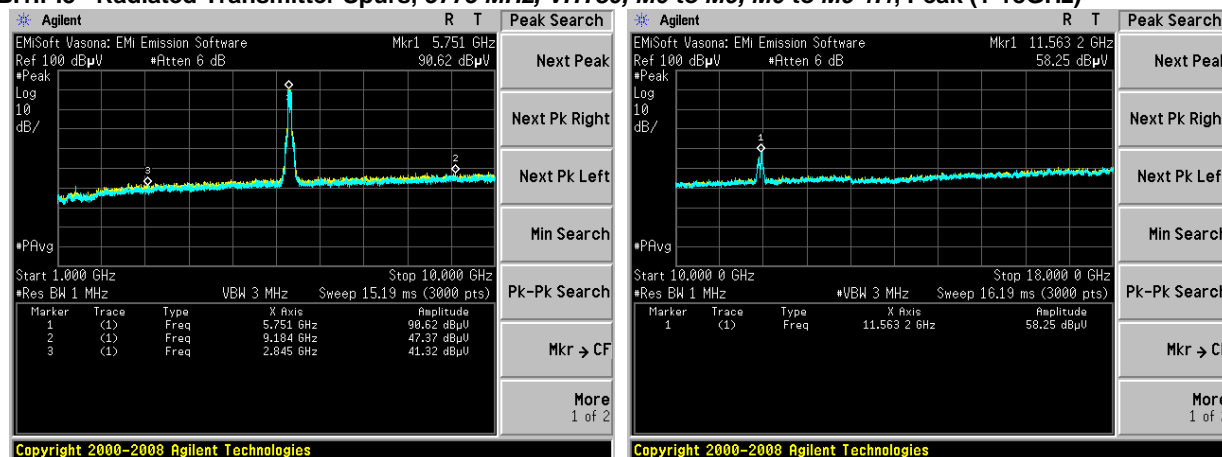 Radiated Transmitter Spurs, 5775 MHz, VHT80, M0 to M9, M0 to M9 1ff, Peak (1-18GHz)
Agilent R T
EMiSoft Vasona: EMi Emission Software Mkr1 5.751 GHz
Ref 100 dBµV #Atten 6 dB 90.62 dBµV
#Peak
Log
10
dB/
3
2
#PAvg
Start 1.000 GHz Stop 10.000 GHz
#Res BW 1 MHz VBW 3 MHz Sweep 15.19 ms (3000 pts)
Marker Trace Type X Axis Amplitude
1 (1) Freq 5.751 GHz 90.62 dBµV
2 (1) Freq 9.184 GHz 47.37 dBµV
3 (1) Freq 2.845 GHz 41.32 dBµV
Copyright 2000-2008 Agilent Technologies
Peak Search
Next Peak
Next Pk Right
Next Pk Left
Min Search
Pk-Pk Search
Mkr → CF
More
1 of 2
Agilent R T
EMiSoft Vasona: EMi Emission Software Mkr1 11.563 2 GHz
Ref 100 dBµV #Atten 6 dB 58.25 dBµV
#Peak
Log
10
dB/
1
#PAvg
Start 10.000 0 GHz Stop 18.000 0 GHz
#Res BW 1 MHz #VBW 3 MHz Sweep 16.19 ms (3000 pts)
Marker Trace Type X Axis Amplitude
1 (1) Freq 11.563 2 GHz 58.25 dBµV
Copyright 2000-2008 Agilent Technologies
Peak Search
Next Peak
Next Pk Righ
Next Pk Lef
Min Search
Pk-Pk Search
Mkr → C
More
1 of